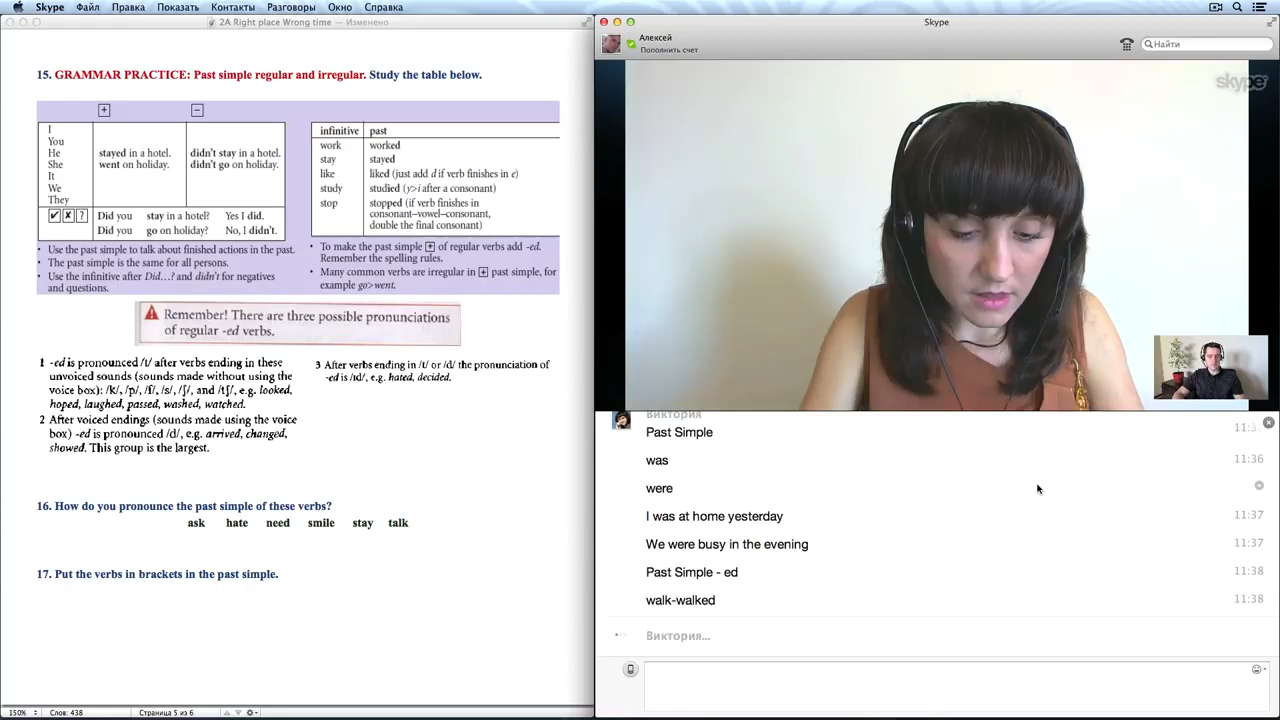 Skype Файл Правка Показать Контакты Разговоры Окно Справка
2A Right place Wrong time — Изменено
15. GRAMMAR PRACTICE: Past simple regular and irregular. Study the table below.
+ −
I
You
He stayed in a hotel. didn't stay in a hotel.
She went on holiday. didn't go on holiday.
It
We
They
✔ ✘ ? Did you stay in a hotel? Yes I did.
Did you go on holiday? No, I didn't.
• Use the past simple to talk about finished actions in the past.
• The past simple is the same for all persons.
• Use the infinitive after Did...? and didn't for negatives
and questions.
infinitive past
work worked
stay stayed
like liked (just add d if verb finishes in e)
study studied (y>i after a consonant)
stop stopped (if verb finishes in
consonant–vowel–consonant,
double the final consonant)
• To make the past simple + of regular verbs add -ed.
Remember the spelling rules.
• Many common verbs are irregular in + past simple, for
example go>went.
Remember! There are three possible pronunciations
of regular -ed verbs.
1 -ed is pronounced /t/ after verbs ending in these
unvoiced sounds (sounds made without using the
voice box): /k/, /p/, /f/, /s/, /ʃ/, and /tʃ/, e.g. looked,
hoped, laughed, passed, washed, watched.
2 After voiced endings (sounds made using the voice
box) -ed is pronounced /d/, e.g. arrived, changed,
showed. This group is the largest.
3 After verbs ending in /t/ or /d/ the pronunciation of
-ed is /ɪd/, e.g. hated, decided.
16. How do you pronounce the past simple of these verbs?
ask hate need smile stay talk
17. Put the verbs in brackets in the past simple.
150% Слов: 438 Страница 5 из 6
Skype
Алексей
Пополнить счет
Найти
skype
Виктория
Past Simple 11:3
was 11:36
were
I was at home yesterday 11:37
We were busy in the evening 11:37
Past Simple - ed 11:38
walk-walked 11:38
Виктория...